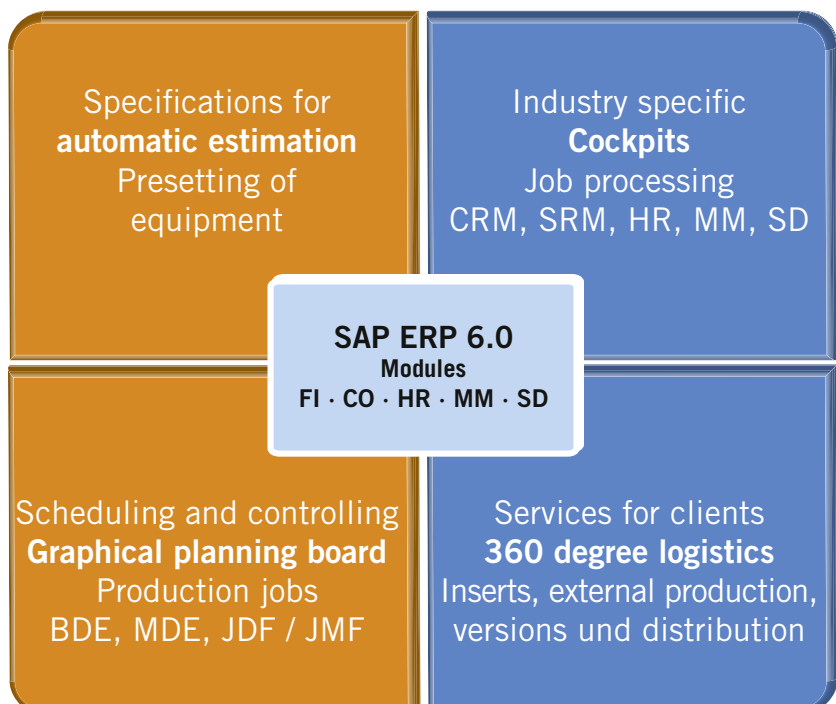 Specifications for
automatic estimation
Presetting of
equipment
Industry specific
Cockpits
Job processing
CRM, SRM, HR, MM, SD
SAP ERP 6.0
Modules
FI · CO · HR · MM · SD
Scheduling and controlling
Graphical planning board
Production jobs
BDE, MDE, JDF / JMF
Services for clients
360 degree logistics
Inserts, external production,
versions und distribution